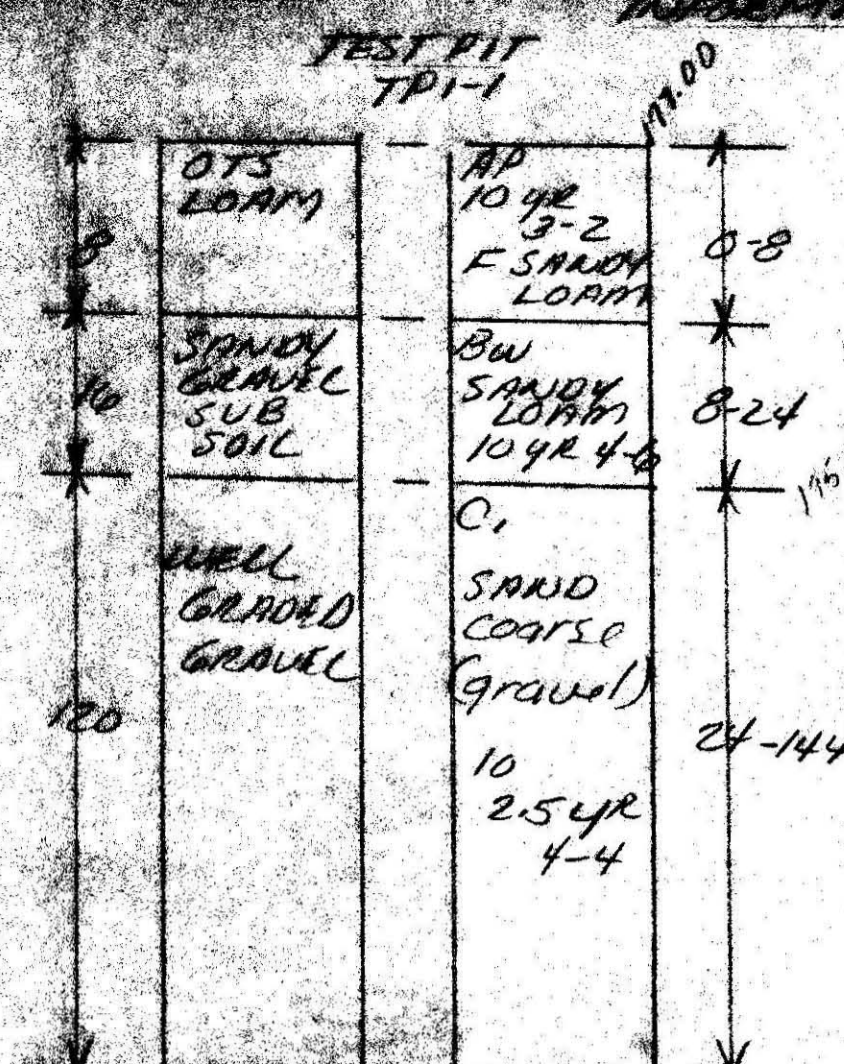 TEST PIT
TP1-1
OTS
LOAM
8
SANDY
GRAVEL
SUB
SOIL
16
WELL
GRADED
GRAVEL
120
AP
10 YR
3-2
F SANDY
LOAM
0-8
BW
SANDY
LOAM
10 YR 4-6
8-24
C1
SAND
coarse
(gravel)
10
2.5 YR
4-4
24-144